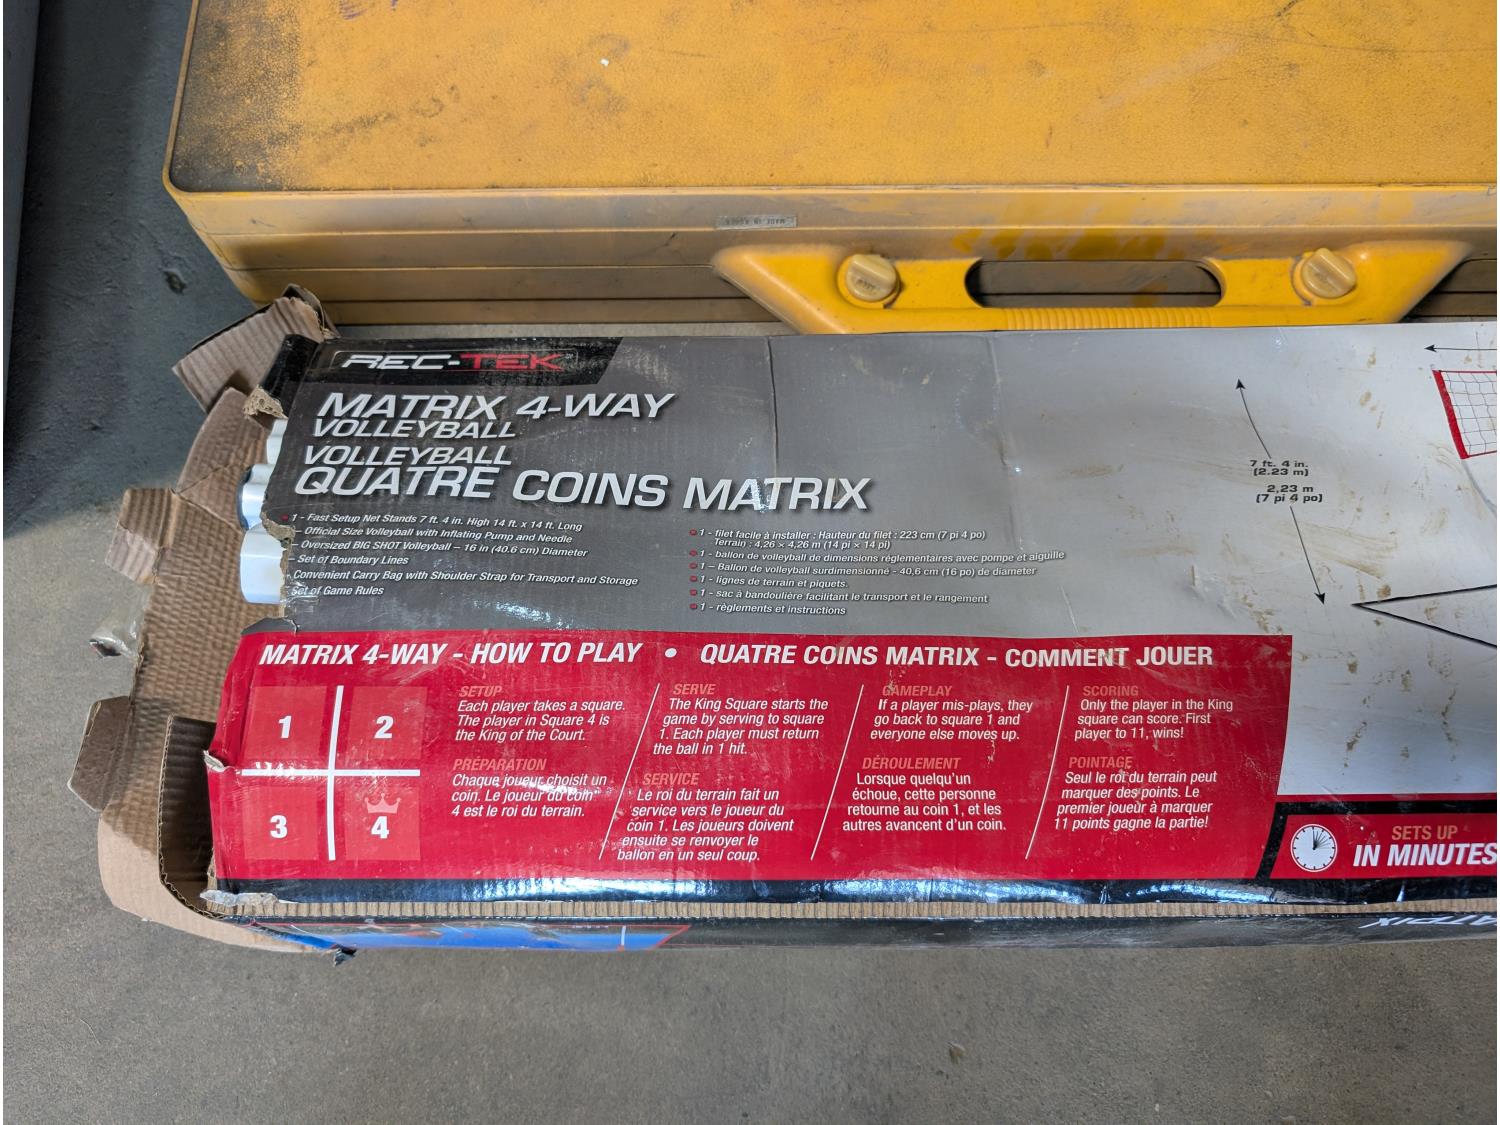 REC-TEK
MATRIX 4-WAY
VOLLEYBALL
VOLLEYBALL
QUATRE COINS MATRIX
1 - Fast Setup Net Stands 7 ft. 4 in. High 14 ft. x 14 ft. Long
– Official Size Volleyball with Inflating Pump and Needle
– Oversized BIG SHOT Volleyball – 16 in (40.6 cm) Diameter
– Set of Boundary Lines
Convenient Carry Bag with Shoulder Strap for Transport and Storage
Set of Game Rules
1 - filet facile à installer : Hauteur du filet : 223 cm (7 pi 4 po)
Terrain : 4,26 × 4,26 m (14 pi × 14 pi)
1 - ballon de volleyball de dimensions réglementaires avec pompe et aiguille
1 – Ballon de volleyball surdimensionné - 40,6 cm (16 po) de diameter
1 - lignes de terrain et piquets.
1 - sac à bandoulière facilitant le transport et le rangement
1 - règlements et instructions
7 ft. 4 in.
(2.23 m)
2,23 m
(7 pi 4 po)
MATRIX 4-WAY - HOW TO PLAY • QUATRE COINS MATRIX - COMMENT JOUER
1
2
3
4
SETUP
Each player takes a square.
The player in Square 4 is
the King of the Court.
PRÉPARATION
Chaque joueur choisit un
coin. Le joueur du coin
4 est le roi du terrain.
SERVE
The King Square starts the
game by serving to square
1. Each player must return
the ball in 1 hit.
SERVICE
Le roi du terrain fait un
service vers le joueur du
coin 1. Les joueurs doivent
ensuite se renvoyer le
ballon en un seul coup.
GAMEPLAY
If a player mis-plays, they
go back to square 1 and
everyone else moves up.
DÉROULEMENT
Lorsque quelqu'un
échoue, cette personne
retourne au coin 1, et les
autres avancent d'un coin.
SCORING
Only the player in the King
square can score. First
player to 11, wins!
POINTAGE
Seul le roi du terrain peut
marquer des points. Le
premier joueur à marquer
11 points gagne la partie!
SETS UP
IN MINUTES